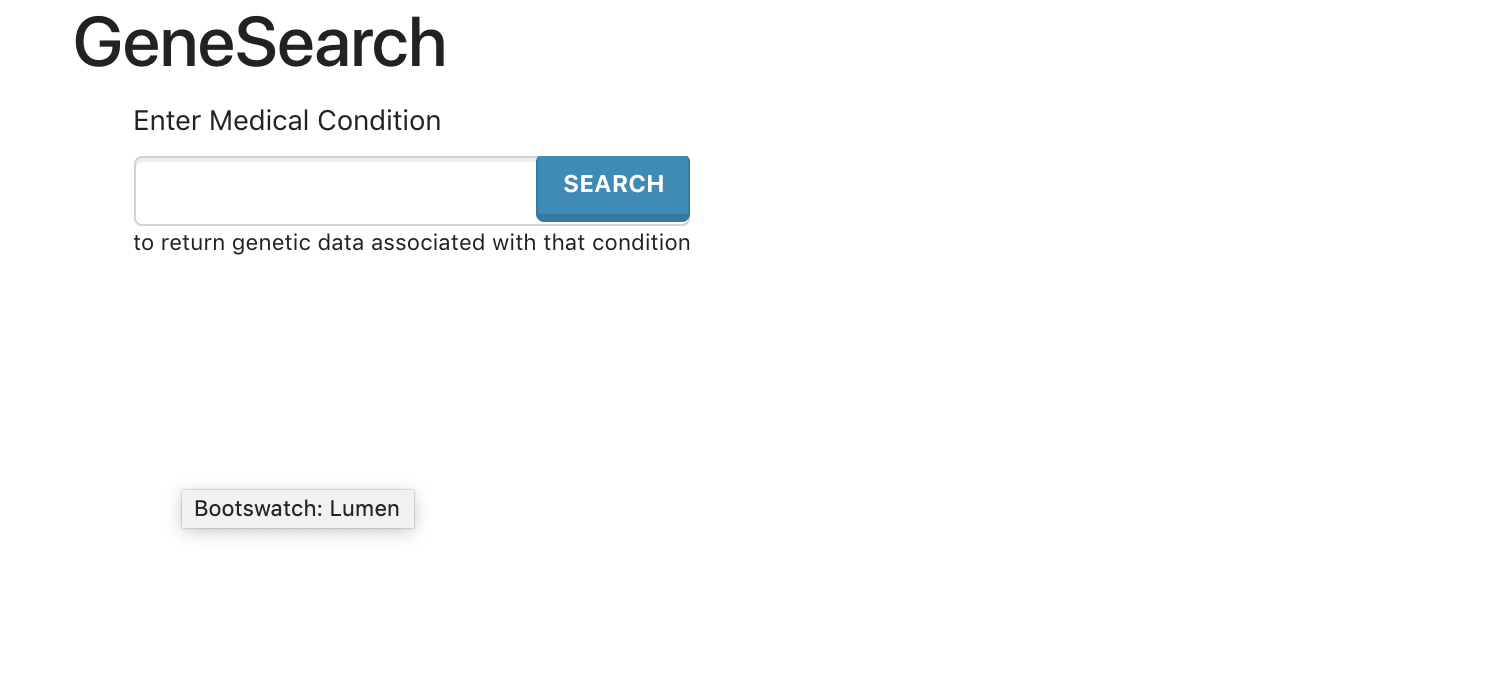 GeneSearch
Enter Medical Condition
SEARCH
to return genetic data associated with that condition
Bootswatch: Lumen